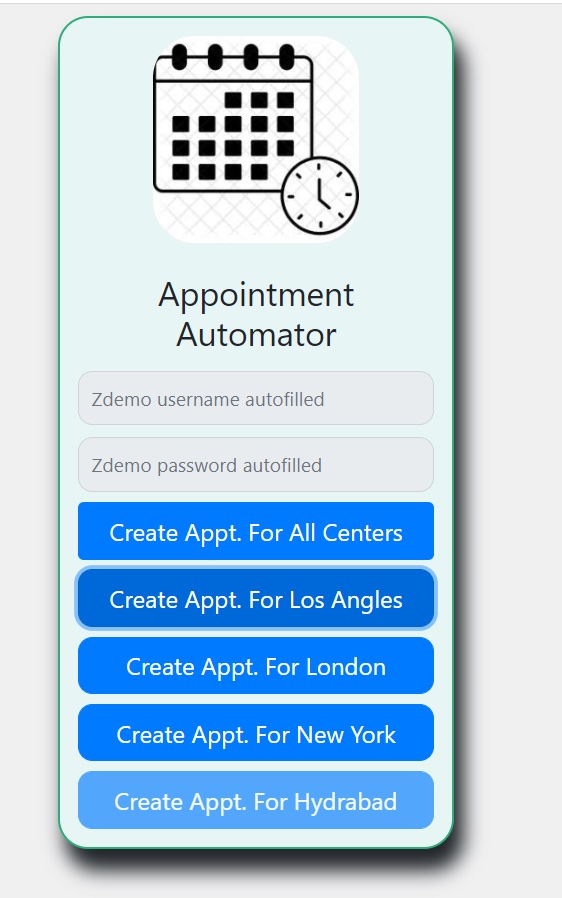 Appointment
Automator
Zdemo username autofilled
Zdemo password autofilled
Create Appt. For All Centers
Create Appt. For Los Angles
Create Appt. For London
Create Appt. For New York
Create Appt. For Hydrabad